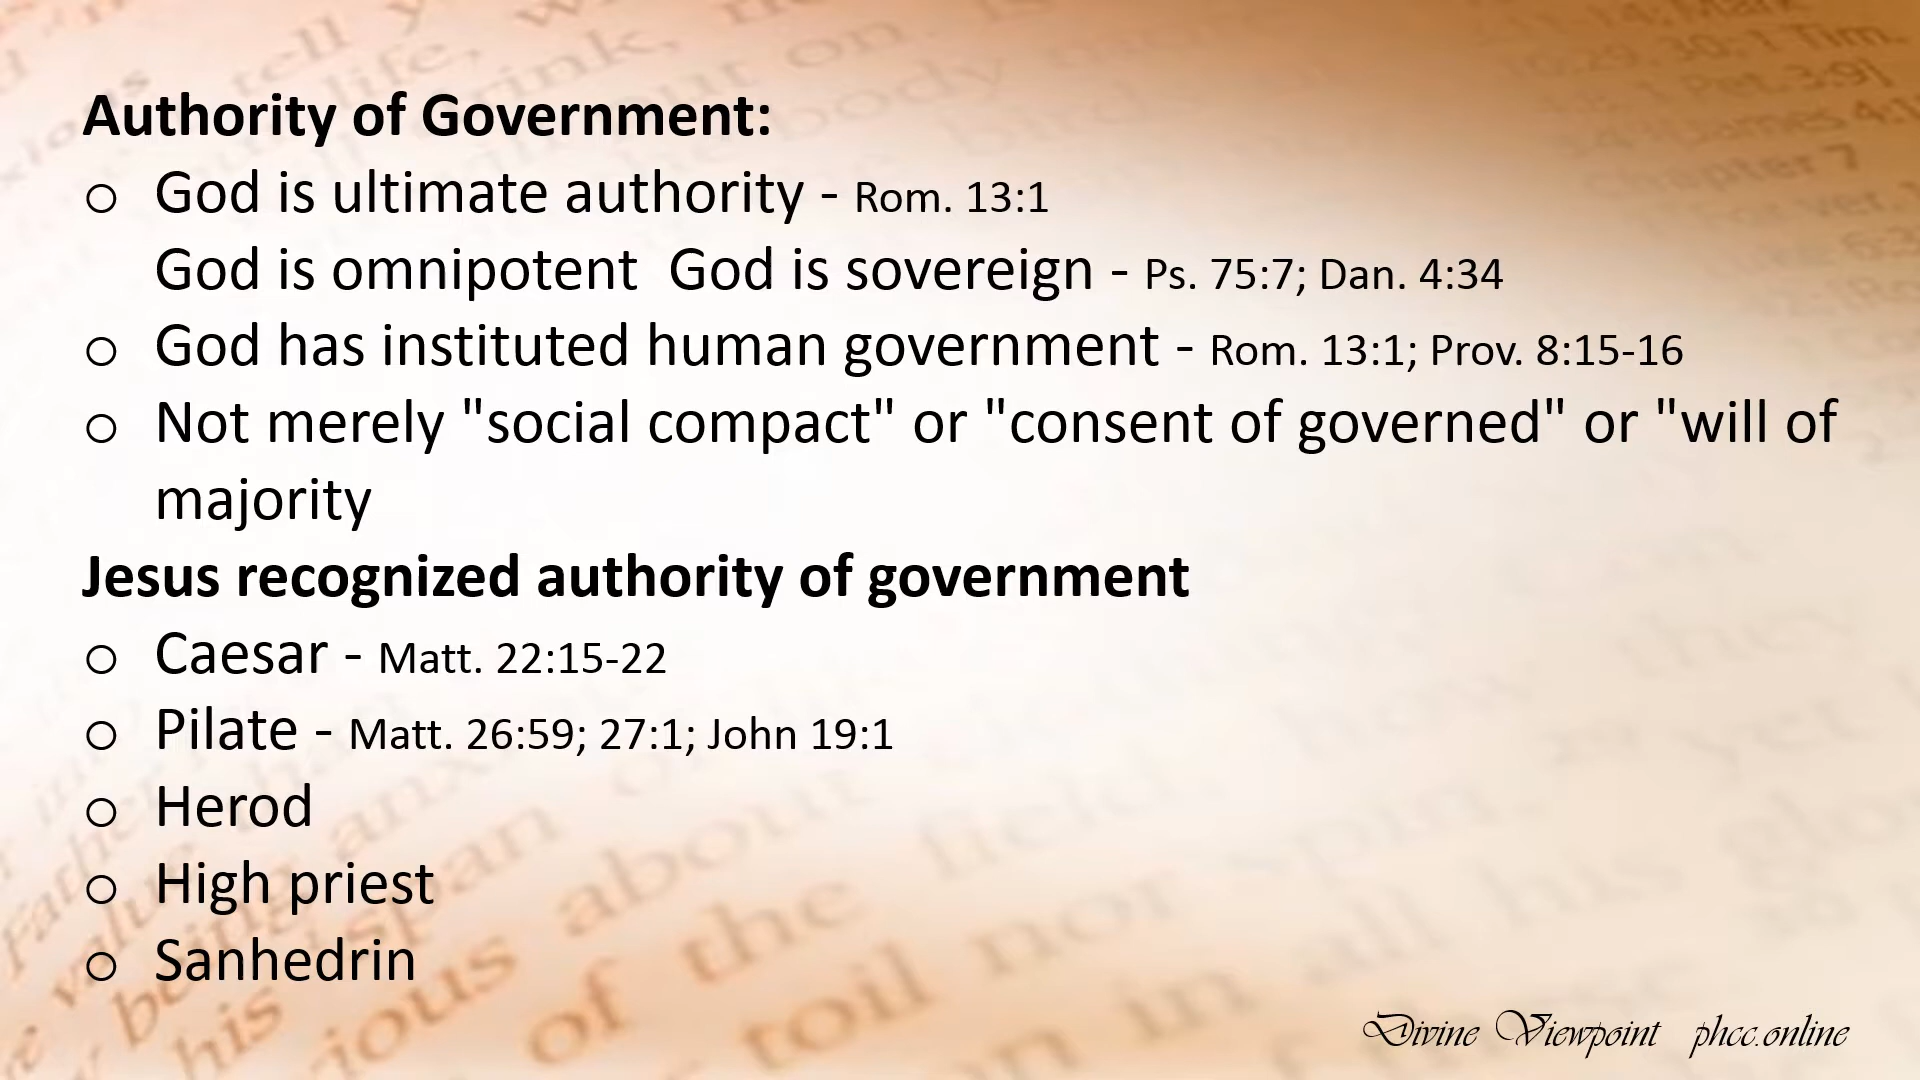 Authority of Government:
o God is ultimate authority - Rom. 13:1
God is omnipotent  God is sovereign - Ps. 75:7; Dan. 4:34
o God has instituted human government - Rom. 13:1; Prov. 8:15-16
o Not merely "social compact" or "consent of governed" or "will of
majority
Jesus recognized authority of government
o Caesar - Matt. 22:15-22
o Pilate - Matt. 26:59; 27:1; John 19:1
o Herod
o High priest
o Sanhedrin
Divine Viewpoint  phcc.online